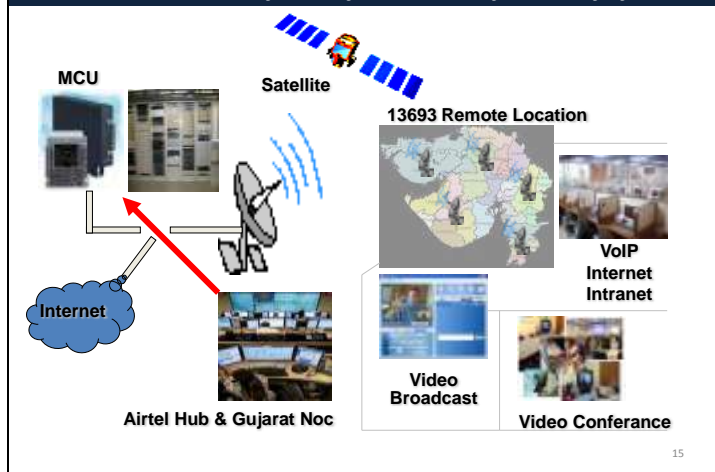 MCU
Satellite
13693 Remote Location
VoIP
Internet
Intranet
Internet
Video
Broadcast
Airtel Hub & Gujarat Noc
Video Conferance
15